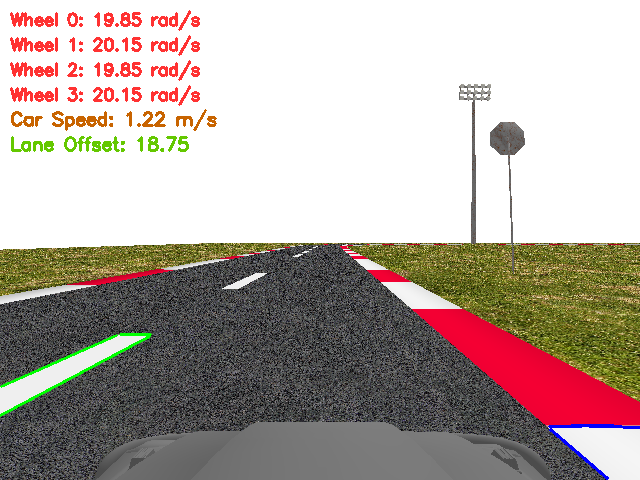 Wheel 0: 19.85 rad/s
Wheel 1: 20.15 rad/s
Wheel 2: 19.85 rad/s
Wheel 3: 20.15 rad/s
Car Speed: 1.22 m/s
Lane Offset: 18.75